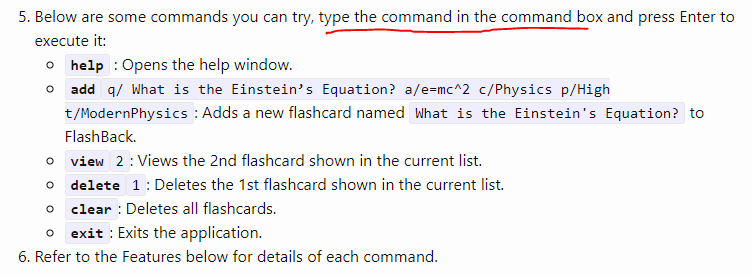 5. Below are some commands you can try, type the command in the command box and press Enter to
execute it:
help : Opens the help window.
add q/ What is the Einstein’s Equation? a/e=mc^2 c/Physics p/High
t/ModernPhysics : Adds a new flashcard named What is the Einstein's Equation? to
FlashBack.
view 2 : Views the 2nd flashcard shown in the current list.
delete 1 : Deletes the 1st flashcard shown in the current list.
clear : Deletes all flashcards.
exit : Exits the application.
6. Refer to the Features below for details of each command.